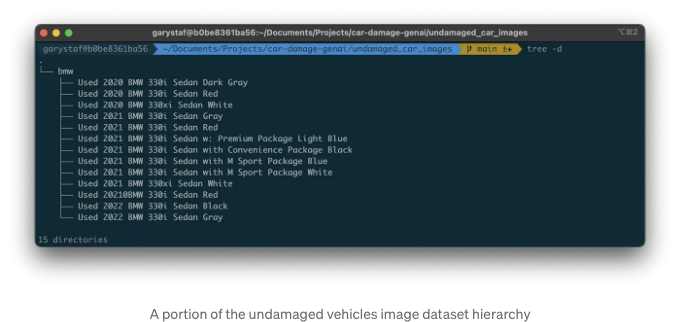 garystaf@b0be8361ba56:~/Documents/Projects/car-damage-genai/undamaged_car_images ⌥⌘2
garystaf@b0be8361ba56 ~/Documents/Projects/car-damage-genai/undamaged_car_images main ±+ tree -d
.
└── bmw
├── Used 2020 BMW 330i Sedan Dark Gray
├── Used 2020 BMW 330i Sedan Red
├── Used 2020 BMW 330xi Sedan White
├── Used 2021 BMW 330i Sedan Gray
├── Used 2021 BMW 330i Sedan Red
├── Used 2021 BMW 330i Sedan w: Premium Package Light Blue
├── Used 2021 BMW 330i Sedan with Convenience Package Black
├── Used 2021 BMW 330i Sedan with M Sport Package Blue
├── Used 2021 BMW 330i Sedan with M Sport Package White
├── Used 2021 BMW 330xi Sedan White
├── Used 20210BMW 330i Sedan Red
├── Used 2022 BMW 330i Sedan Black
└── Used 2022 BMW 330i Sedan Gray
15 directories
A portion of the undamaged vehicles image dataset hierarchy